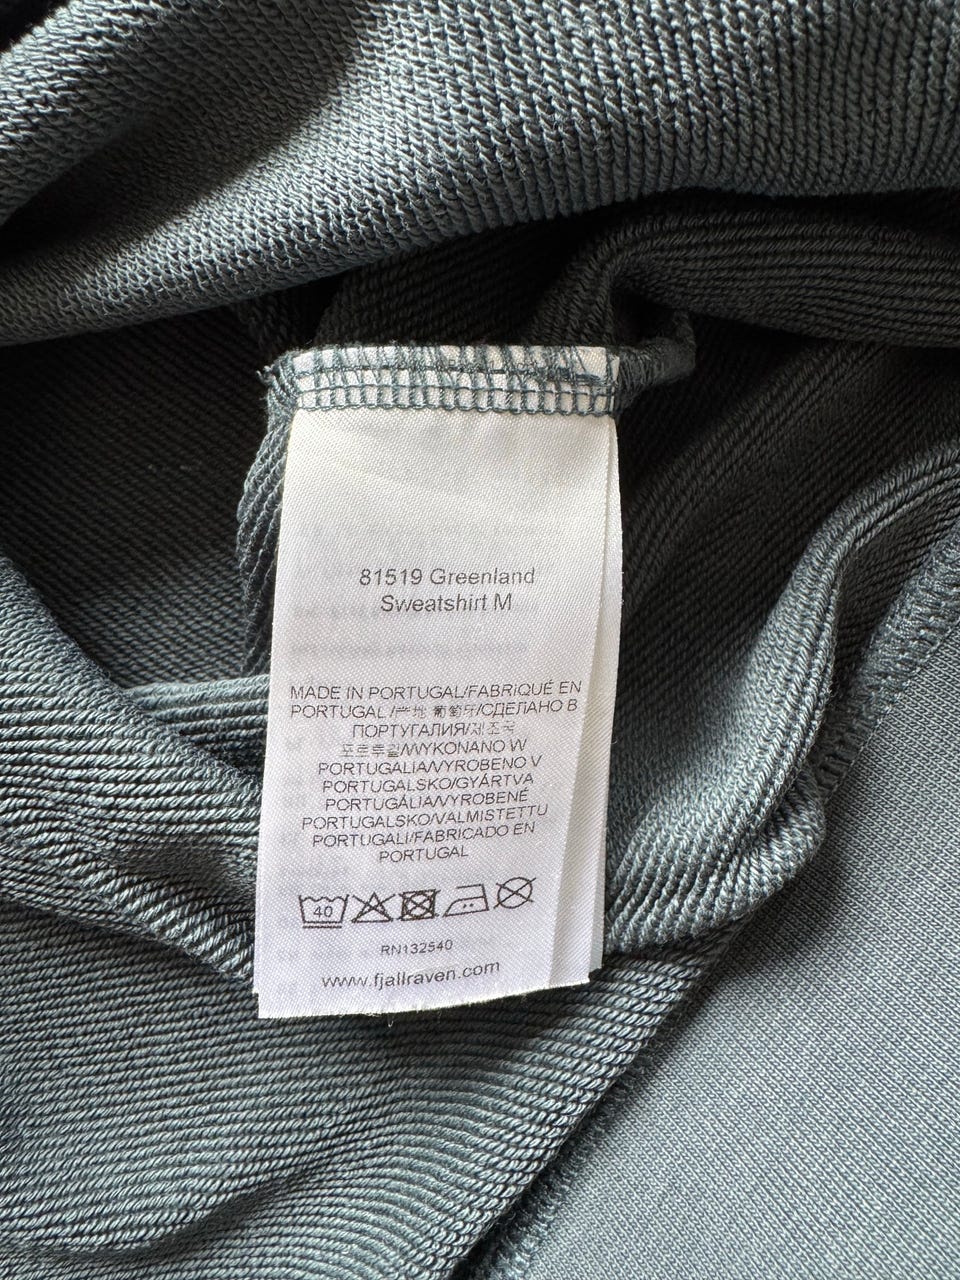 81519 Greenland
Sweatshirt M
MADE IN PORTUGAL/FABRIQUÉ EN
PORTUGAL/产地 葡萄牙/СДЕЛАНО В
ПОРТУГАЛИЯ/제조국
포르투갈/WYKONANO W
PORTUGALIA/VYROBENO V
PORTUGALSKO/GYÁRTVA
PORTUGÁLIA/VYROBENÉ
PORTUGALSKO/VALMISTETTU
PORTUGALI/FABRICADO EN
PORTUGAL
40
RN132540
www.fjallraven.com